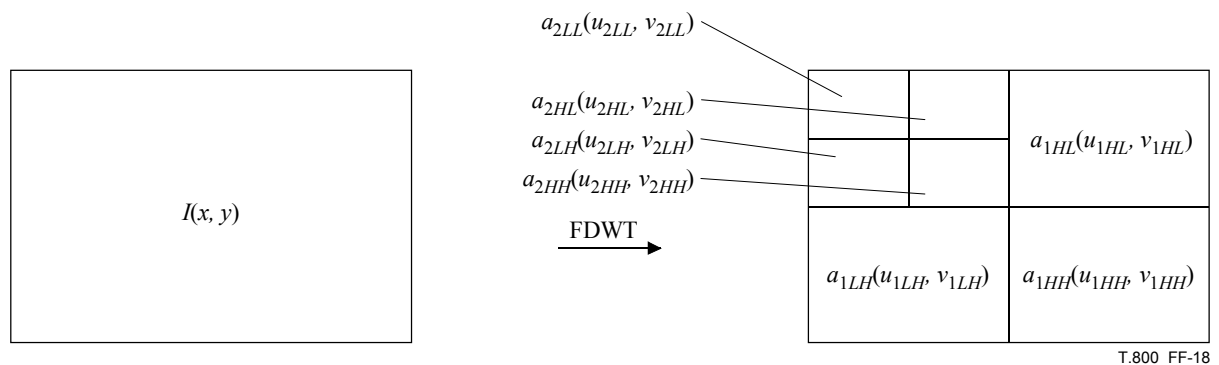 a2LL(u2LL, v2LL)
a2HL(u2HL, v2HL)
a2LH(u2LH, v2LH)
a2HH(u2HH, v2HH)
I(x, y)
FDWT
a1HL(u1HL, v1HL)
a1LH(u1LH, v1LH)
a1HH(u1HH, v1HH)
T.800 FF-18